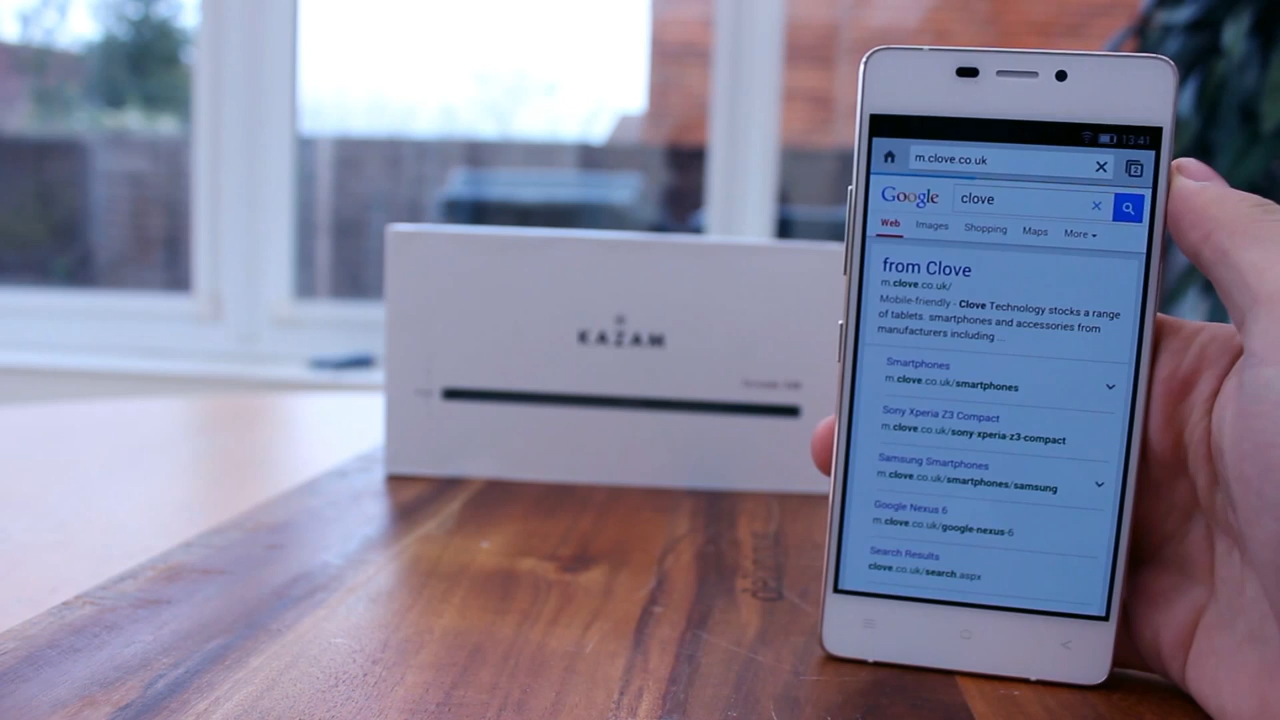 KAZAM
13:41
m.clove.co.uk
2
Google
clove
Web Images Shopping Maps More
from Clove
m.clove.co.uk/
Mobile-friendly - Clove Technology stocks a range
of tablets, smartphones and accessories from
manufacturers including ...
Smartphones
m.clove.co.uk/smartphones
Sony Xperia Z3 Compact
m.clove.co.uk/sony-xperia-z3-compact
Samsung Smartphones
m.clove.co.uk/smartphones/samsung
Google Nexus 6
m.clove.co.uk/google-nexus-6
Search Results
clove.co.uk/search.aspx